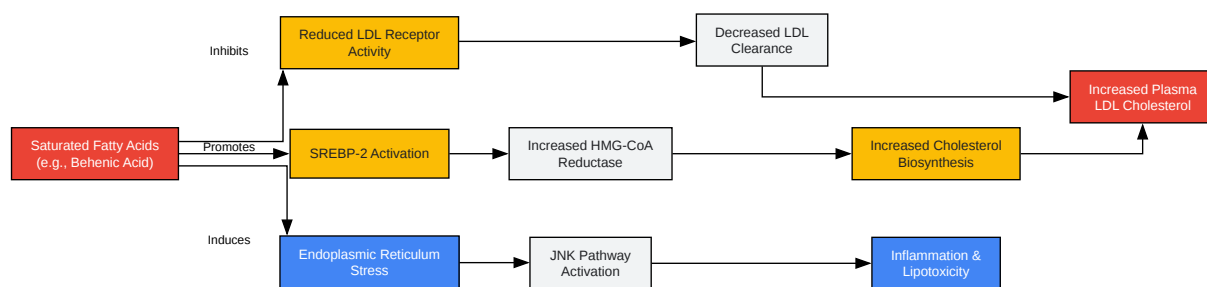 Inhibits
Reduced LDL Receptor
Activity
Decreased LDL
Clearance
Increased Plasma
LDL Cholesterol
Saturated Fatty Acids
(e.g., Behenic Acid)
Promotes
SREBP-2 Activation
Increased HMG-CoA
Reductase
Increased Cholesterol
Biosynthesis
Induces
Endoplasmic Reticulum
Stress
JNK Pathway
Activation
Inflammation &
Lipotoxicity